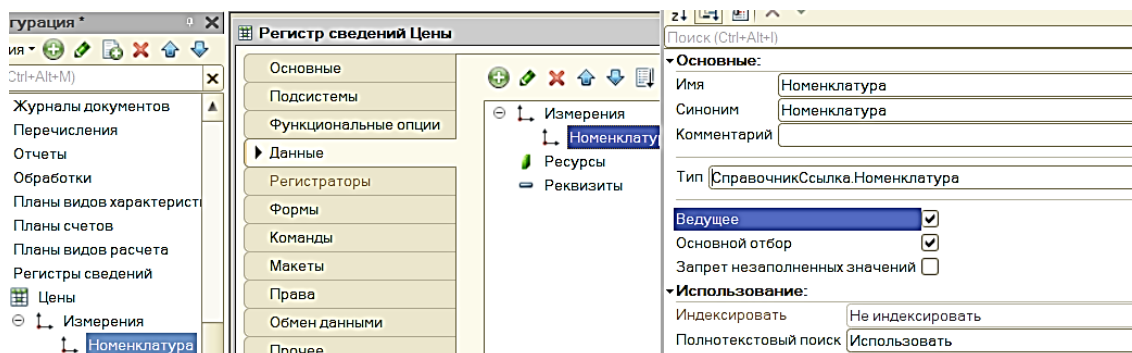 гурация *
ия
Ctrl+Alt+M)
Журналы документов
Перечисления
Отчеты
Обработки
Планы видов характеристи
Планы счетов
Планы видов расчета
Регистры сведений
Цены
Измерения
Номенклатура
Регистр сведений Цены
Основные
Подсистемы
Функциональные опции
Данные
Регистраторы
Формы
Команды
Макеты
Права
Обмен данными
Прочее
Измерения
Номенклату
Ресурсы
Реквизиты
Поиск (Ctrl+Alt+I)
Основные:
Имя Номенклатура
Синоним Номенклатура
Комментарий
Тип СправочникСсылка.Номенклатура
Ведущее
Основной отбор
Запрет незаполненных значений
Использование:
Индексировать Не индексировать
Полнотекстовый поиск Использовать